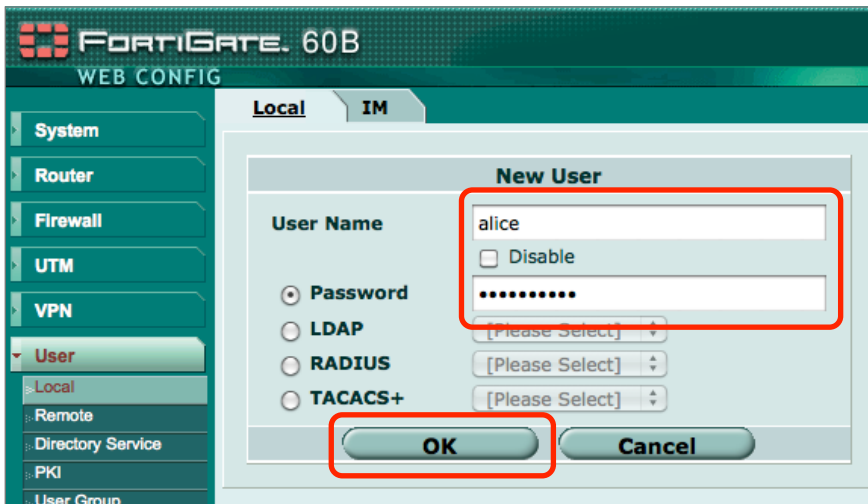 FORTIGATE. 60B
WEB CONFIG
System
Router
Firewall
UTM
VPN
User
Local
Remote
Directory Service
PKI
User Group
Local IM
New User
User Name alice
Disable
Password ••••••••••
LDAP [Please Select]
RADIUS [Please Select]
TACACS+ [Please Select]
OK Cancel